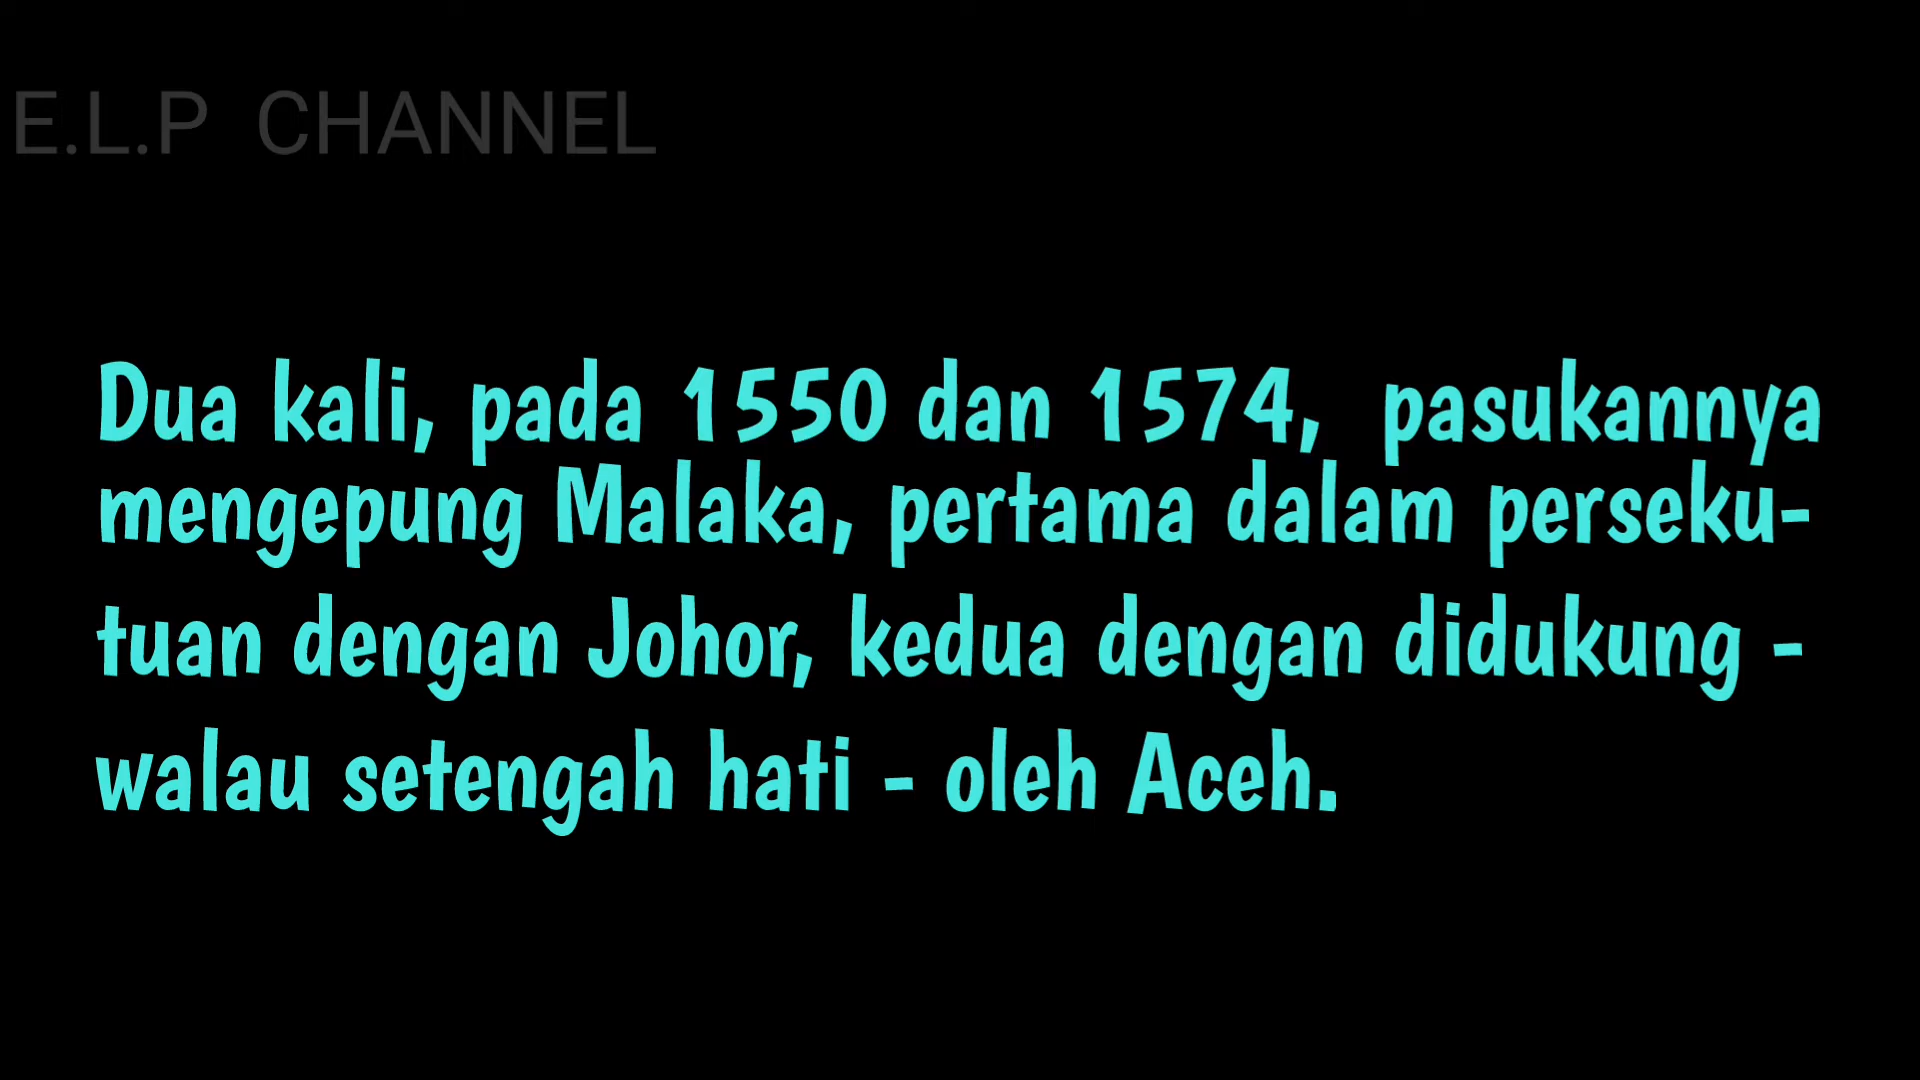 E.L.P CHANNEL
Dua kali, pada 1550 dan 1574, pasukannya
mengepung Malaka, pertama dalam perseku-
tuan dengan Johor, kedua dengan didukung -
walau setengah hati - oleh Aceh.